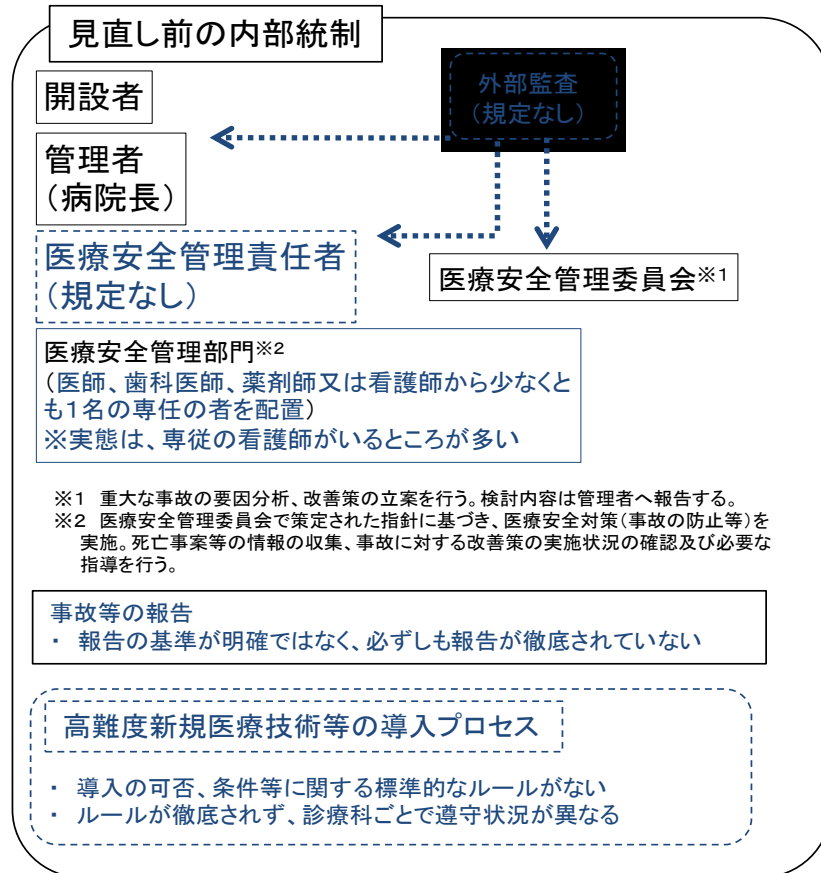 見直し前の内部統制
外部監査
（規定なし）
開設者
管理者
（病院長）
医療安全管理責任者
（規定なし）
医療安全管理委員会※1
医療安全管理部門※2
（医師、歯科医師、薬剤師又は看護師から少なくと
も１名の専任の者を配置）
※実態は、専従の看護師がいるところが多い
※１　重大な事故の要因分析、改善策の立案を行う。検討内容は管理者へ報告する。
※２　医療安全管理委員会で策定された指針に基づき、医療安全対策（事故の防止等）を
実施。死亡事案等の情報の収集、事故に対する改善策の実施状況の確認及び必要な
指導を行う。
事故等の報告
・ 報告の基準が明確ではなく、必ずしも報告が徹底されていない
高難度新規医療技術等の導入プロセス
・ 導入の可否、条件等に関する標準的なルールがない
・ ルールが徹底されず、診療科ごとで遵守状況が異なる